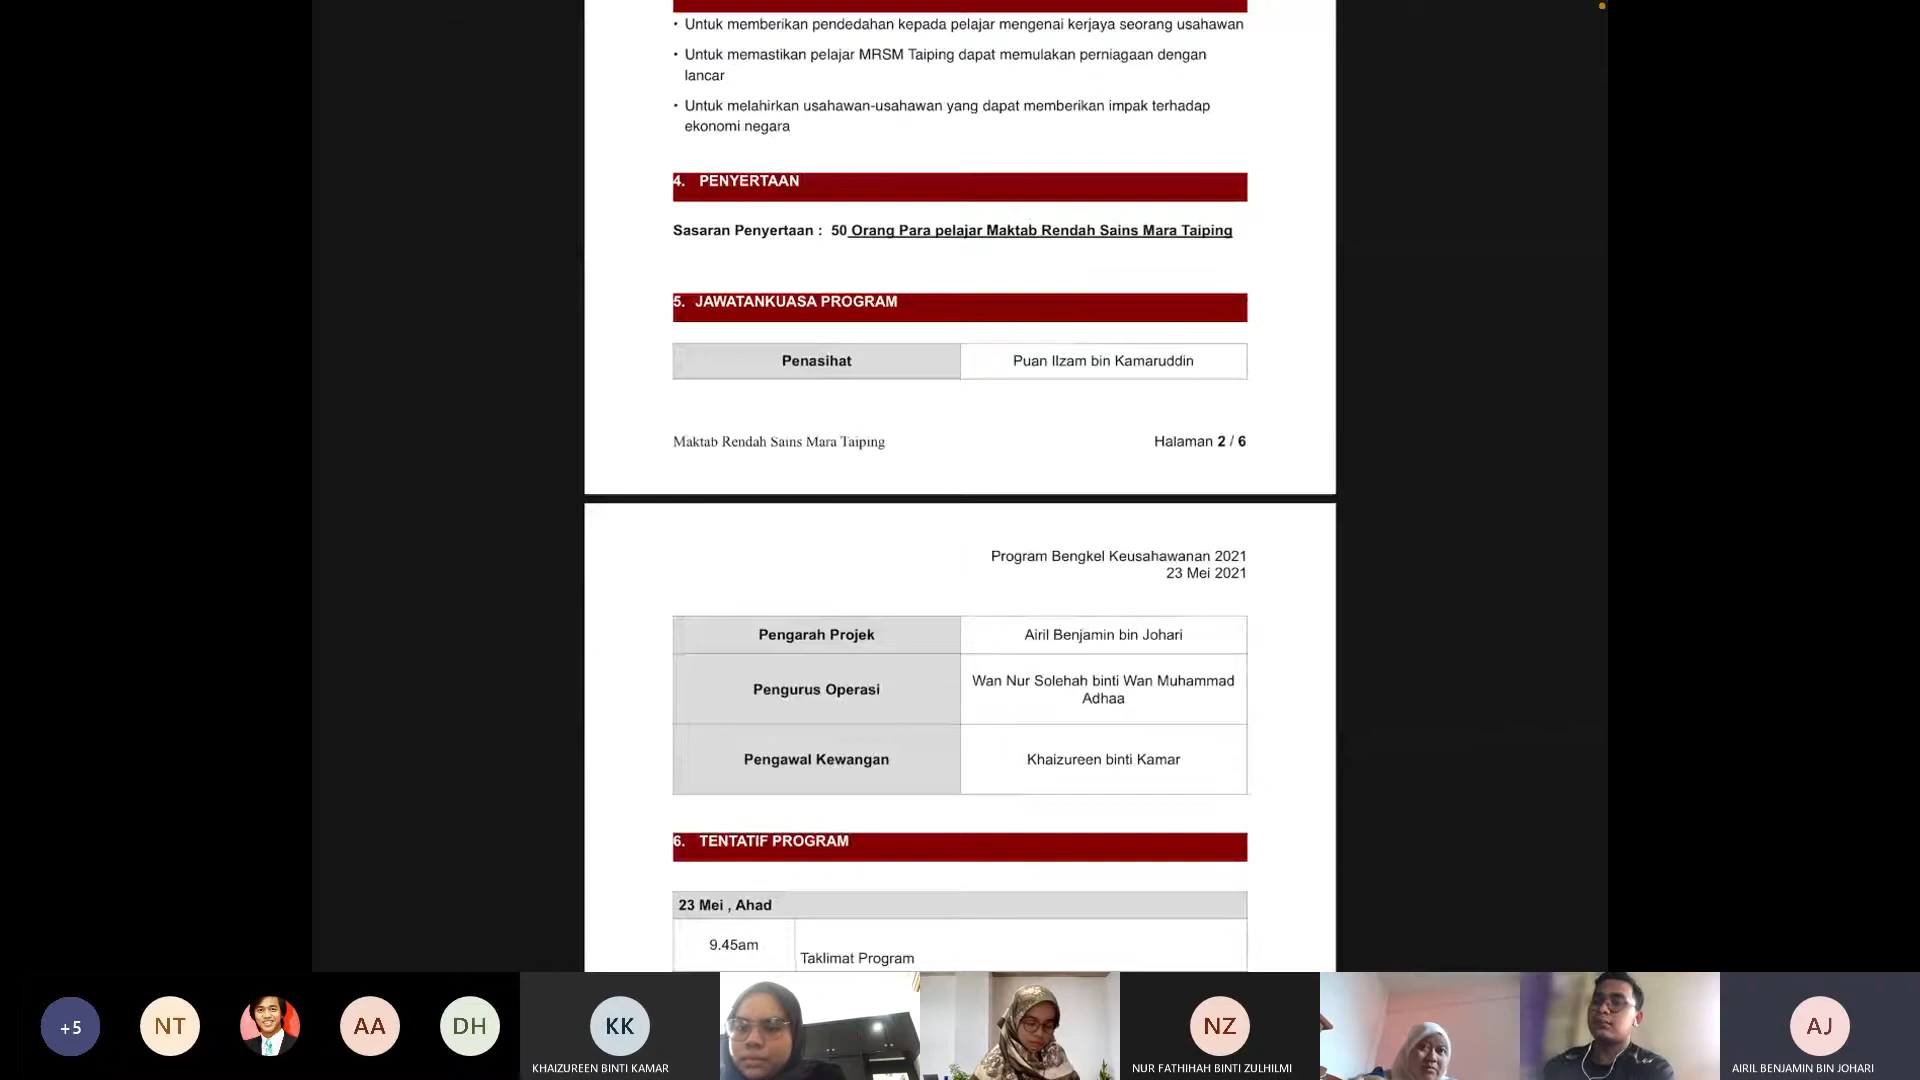 • Untuk memberikan pendedahan kepada pelajar mengenai kerjaya seorang usahawan
• Untuk memastikan pelajar MRSM Taiping dapat memulakan perniagaan dengan
lancar
• Untuk melahirkan usahawan-usahawan yang dapat memberikan impak terhadap
ekonomi negara
4. PENYERTAAN
Sasaran Penyertaan : 50 Orang Para pelajar Maktab Rendah Sains Mara Taiping
5. JAWATANKUASA PROGRAM
Penasihat Puan Ilzam bin Kamaruddin
Maktab Rendah Sains Mara Taiping Halaman 2 / 6
Program Bengkel Keusahawanan 2021
23 Mei 2021
Pengarah Projek Airil Benjamin bin Johari
Pengurus Operasi Wan Nur Solehah binti Wan Muhammad
Adhaa
Pengawal Kewangan Khaizureen binti Kamar
6. TENTATIF PROGRAM
23 Mei , Ahad
9.45am
Taklimat Program
+5 NT AA DH KK NZ AJ
KHAIZUREEN BINTI KAMAR NUR FATHIHAH BINTI ZULHILMI AIRIL BENJAMIN BIN JOHARI